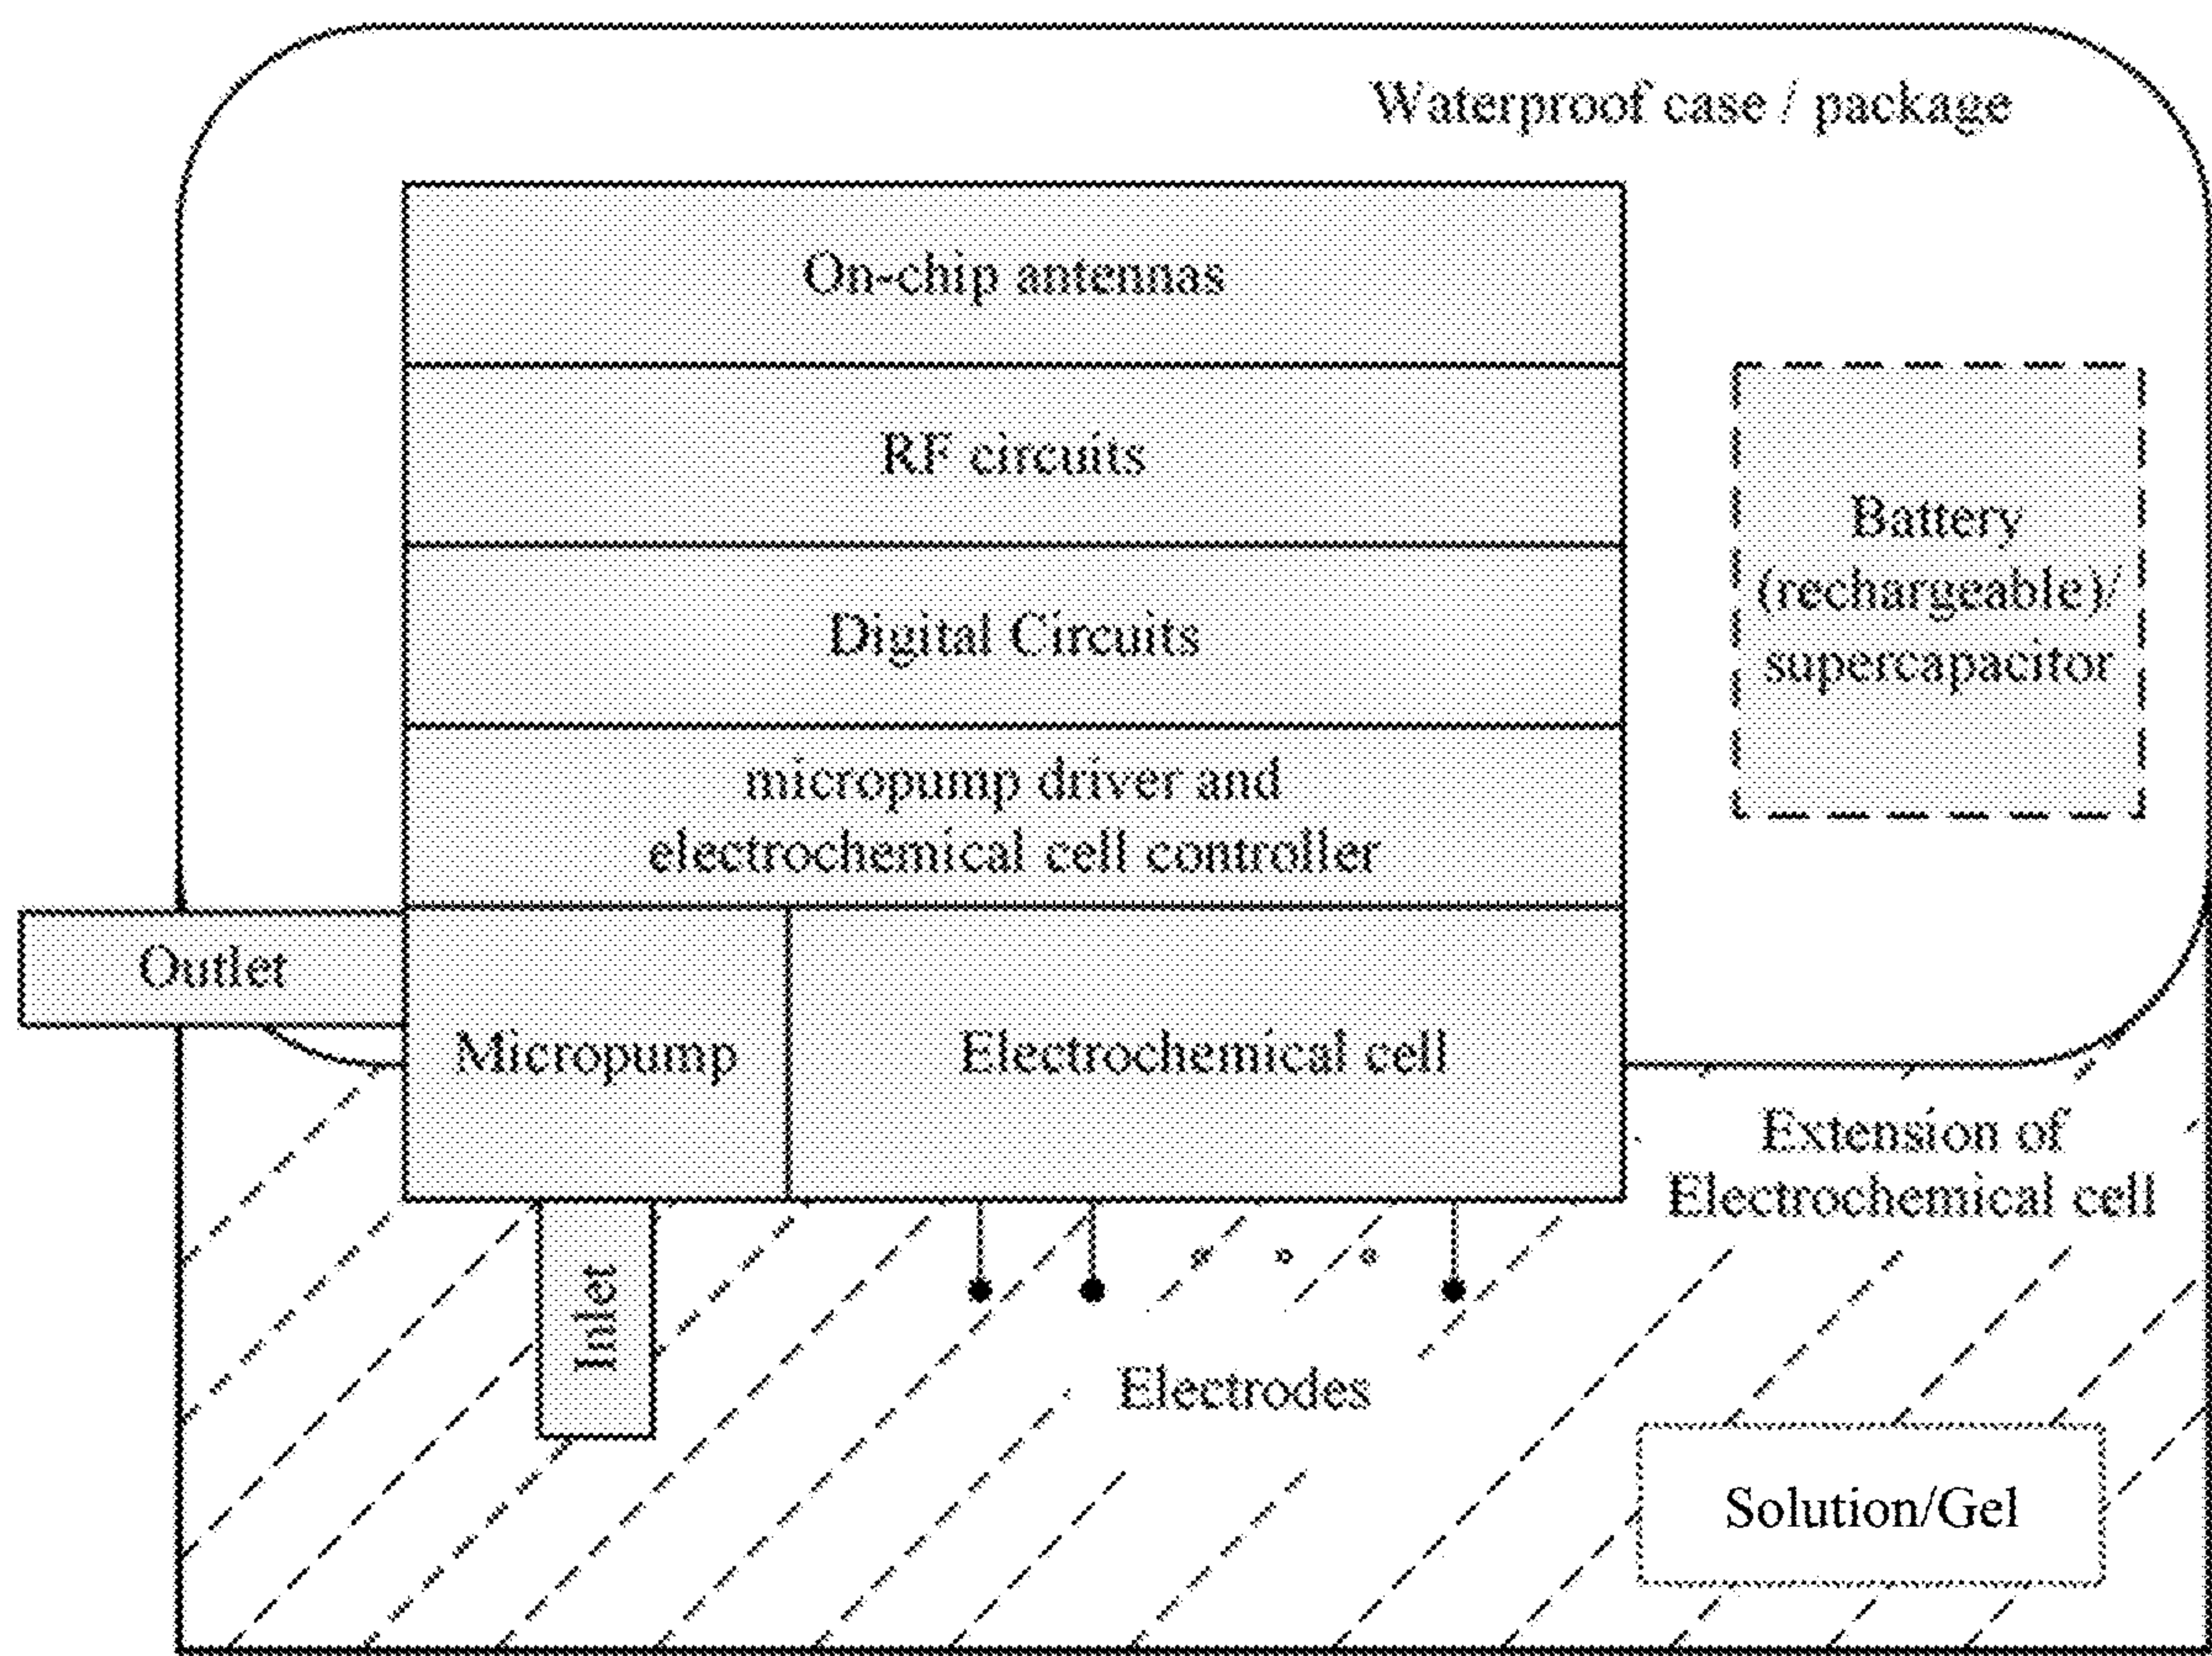 Waterproof case / package
On-chip antennas
RF circuits
Digital Circuits
Battery
(rechargeable)/
supercapacitor
micropump driver and
electrochemical cell controller
Outlet
Micropump
Electrochemical cell
Extension of
Electrochemical cell
Inlet
Electrodes
Solution/Gel